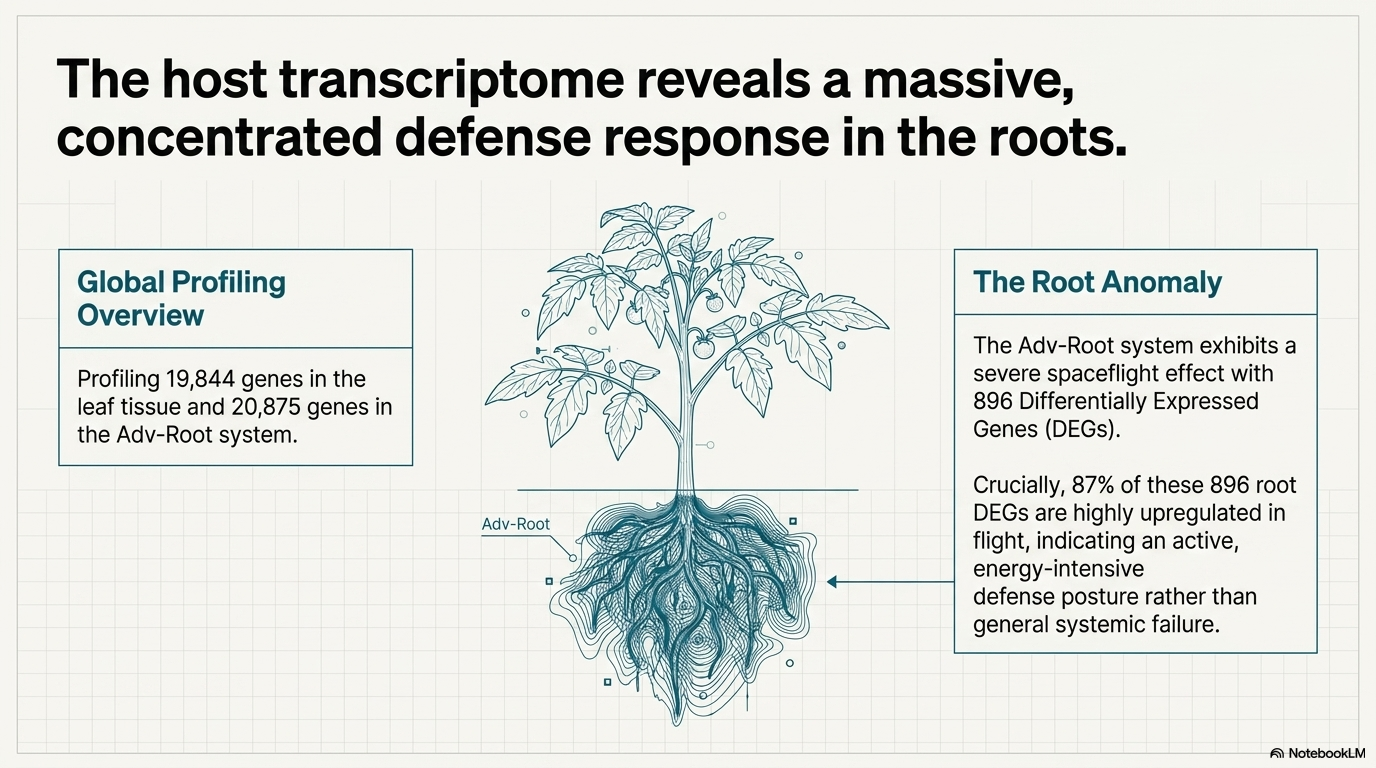 The host transcriptome reveals a massive,
concentrated defense response in the roots.
Global Profiling
Overview
Profiling 19,844 genes in the
leaf tissue and 20,875 genes in
the Adv-Root system.
Adv-Root
The Root Anomaly
The Adv-Root system exhibits a
severe spaceflight effect with
896 Differentially Expressed
Genes (DEGs).
Crucially, 87% of these 896 root
DEGs are highly upregulated in
flight, indicating an active,
energy-intensive
defense posture rather than
general systemic failure.
NotebookLM